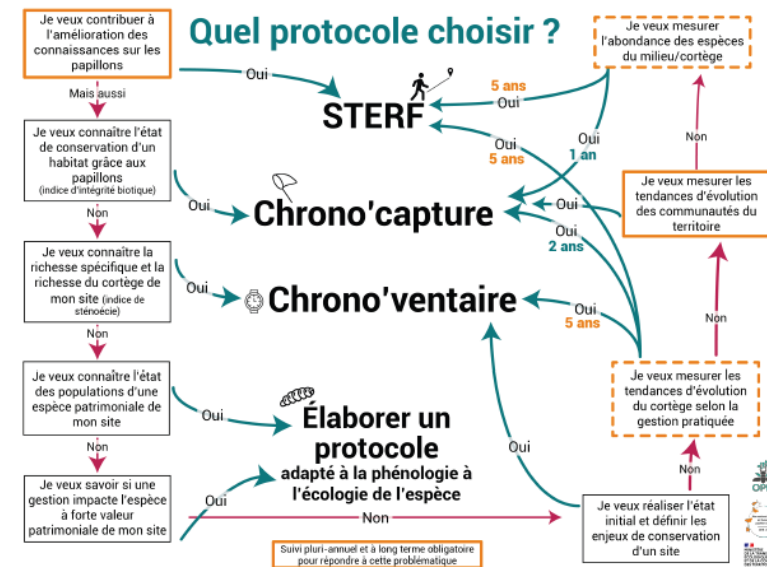 Quel protocole choisir ?
Je veux contribuer à
l'amélioration des
connaissances sur les
papillons
Oui
Mais aussi
Je veux connaître l'état
de conservation d'un
habitat grâce aux
papillons
(indice d'intégrité biotique)
Oui
Non
Je veux connaître la
richesse spécifique et la
richesse du cortège de
mon site (indice de
sténoécie)
Oui
Non
Je veux connaître l'état
des populations d'une
espèce patrimoniale de
mon site
Oui
Non
Je veux savoir si une
gestion impacte l'espèce
à forte valeur
patrimoniale de mon site
Oui
Non
STERF
Chrono'capture
Chrono'ventaire
Élaborer un
protocole
adapté à la phénologie à
l'écologie de l'espèce
Suivi pluri-annuel et à long terme obligatoire
pour répondre à cette problématique
Je veux mesurer
l'abondance des espèces
du milieu/cortège
5 ans
Oui
Oui
1 an
Non
Je veux mesurer les
tendances d'évolution
des communautés du
territoire
Oui
Non
Je veux mesurer les
tendances d'évolution
du cortège selon la
gestion pratiquée
Oui
5 ans
Oui
2 ans
Oui
5 ans
Non
Je veux réaliser l'état
initial et définir les
enjeux de conservation
d'un site
Oui